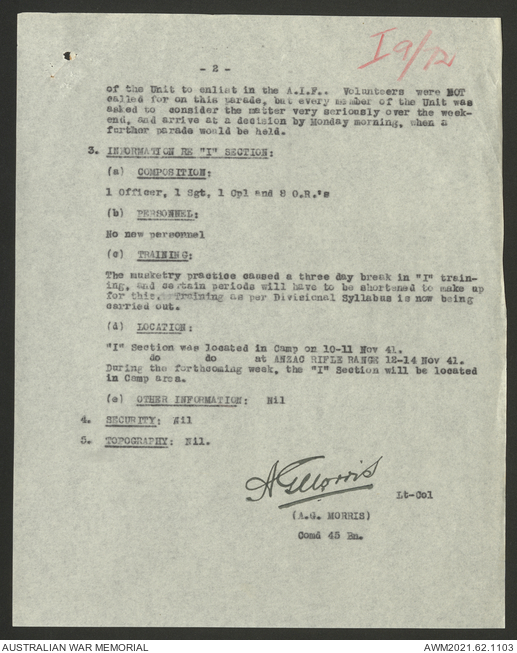 I 9/72
- 2 -
of the Unit to enlist in the A.I.F.. Volunteers were NOT
called for on this parade, but every member of the Unit was
asked to consider the matter very seriously over the week-
end, and arrive at a decision by Monday morning, when a
further parade would be held.
3. INFORMATION RE "I" SECTION:
(a) COMPOSITION:
1 Officer, 1 Sgt, 1 Cpl and 8 O.R.'s
(b) PERSONNEL:
No new personnel
(c) TRAINING:
The musketry practice caused a three day break in "I" train-
ing, and certain periods will have to be shortened to make up
for this. Training as per Divisional Syllabus is now being
carried out.
(d) LOCATION:
"I" Section was located in Camp on 10-11 Nov 41.
do do at ANZAC RIFLE RANGE 12-14 Nov 41.
During the forthcoming week, the "I" Section will be located
in Camp area.
(e) OTHER INFORMATION: Nil
4. SECURITY: Nil
5. TOPOGRAPHY: Nil.
A G Morris
Lt-Col
(A.G. MORRIS)
Comd 45 Bn.
AUSTRALIAN WAR MEMORIAL
AWM2021.62.1103